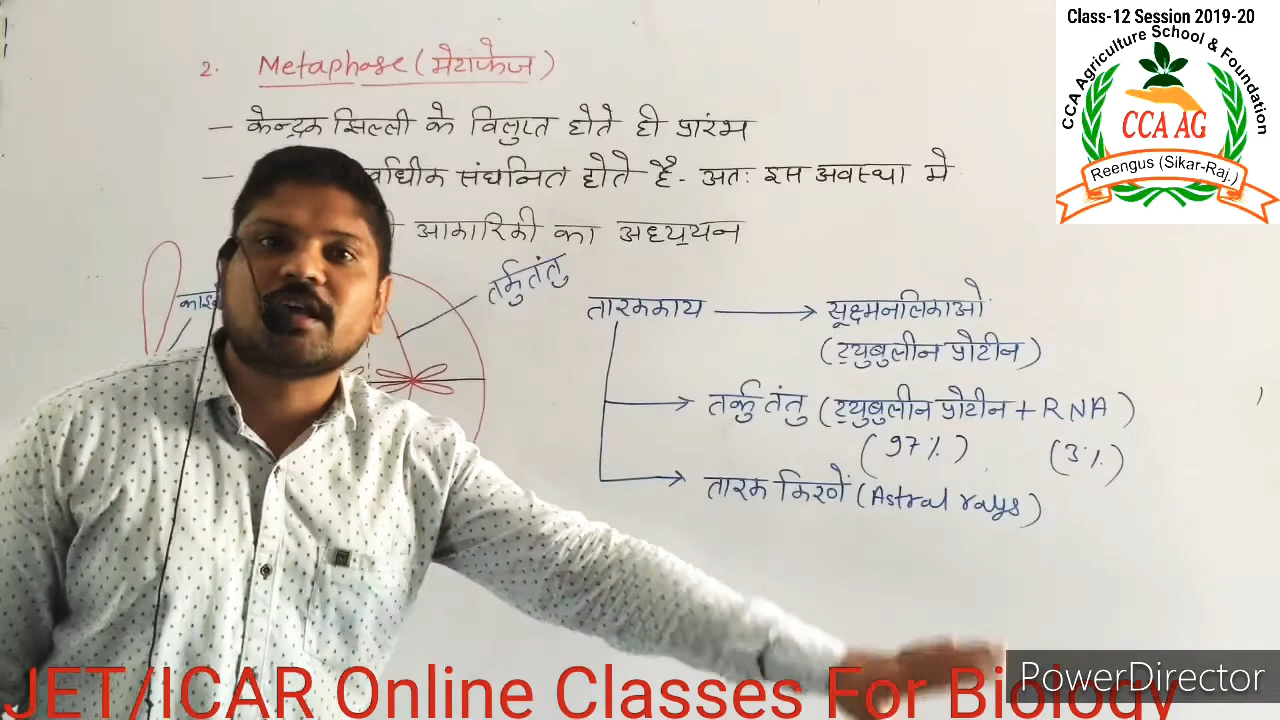 Class-12 Session 2019-20
CCA Agriculture School & Foundation
CCA AG
Reengus (Sikar-Raj.)
2. Metaphase (मेटाफेज)
– केन्द्रक झिल्ली के विलुप्त होते ही प्रारंभ
– संघनित होते है - अतः इस अवस्था मे
आकारिकी का अध्ययन
तर्कु तंतु
तारककाय → सूक्ष्मनलिकाओ
(ट्युबुलीन प्रोटीन)
तर्कु तंतु (ट्युबुलीन प्रोटीन + RNA)
(97%) (3%)
तारक किरणे (Astral rays)
JET/ICAR Online Classes For Biology
PowerDirector